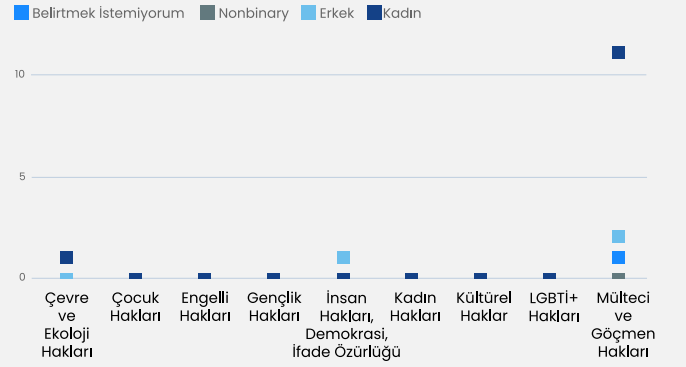 Belirtmek İstemiyorum Nonbinary Erkek Kadın
10
5
0
Çevre ve Ekoloji Hakları
Çocuk Hakları
Engelli Hakları
Gençlik Hakları
İnsan Hakları, Demokrasi, İfade Özürlüğü
Kadın Hakları
Kültürel Haklar
LGBTİ+ Hakları
Mülteci ve Göçmen Hakları